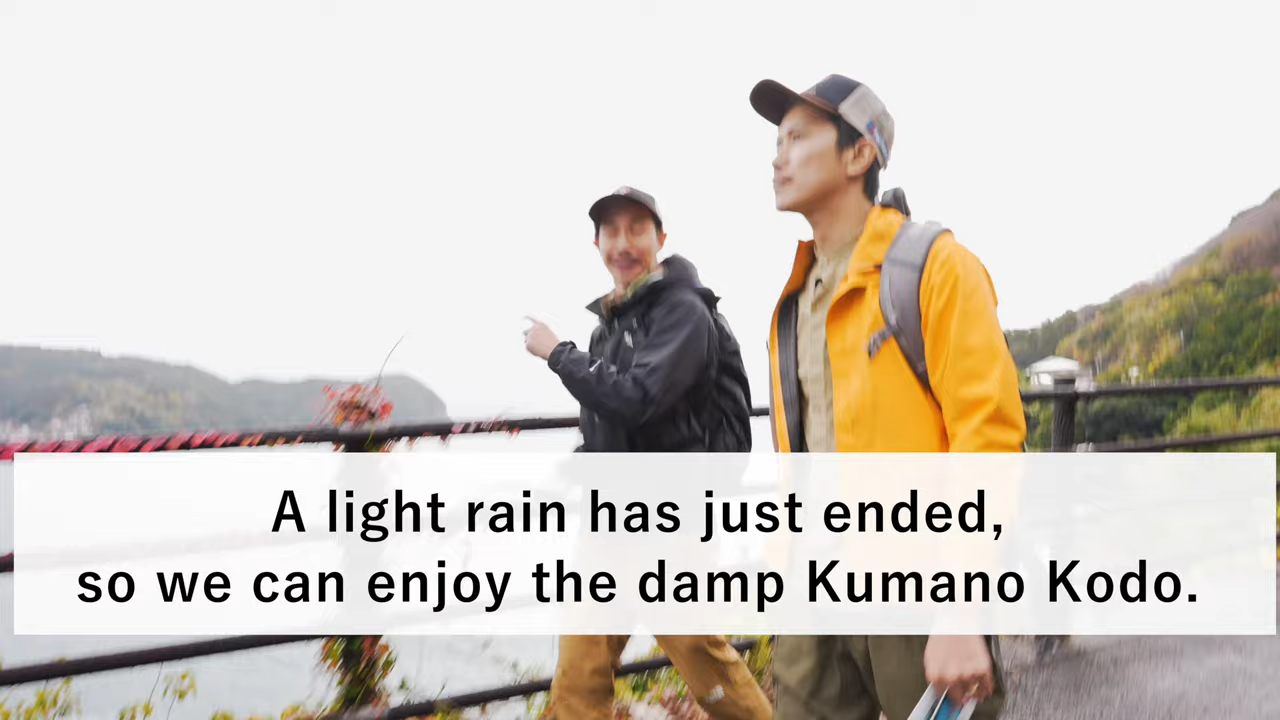 A light rain has just ended,
so we can enjoy the damp Kumano Kodo.